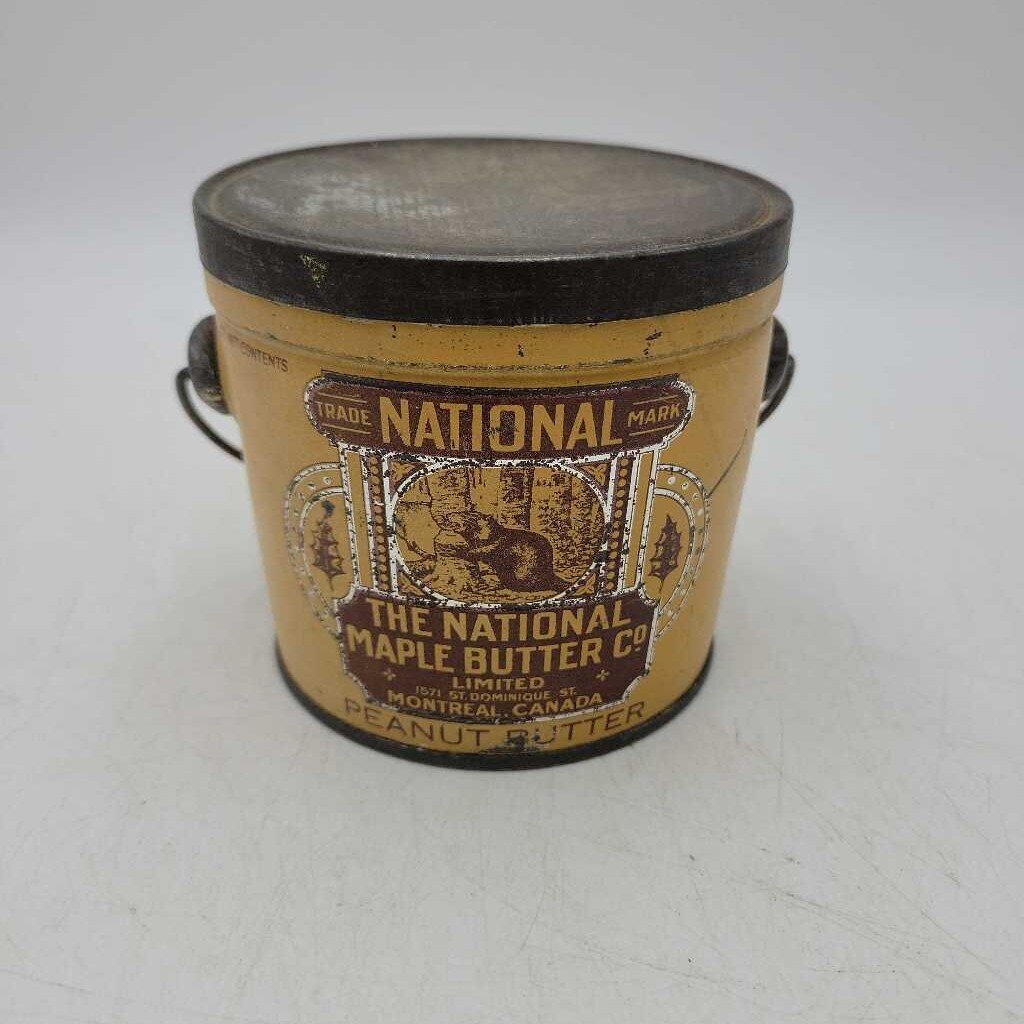 CONTENTS
TRADE NATIONAL MARK
THE NATIONAL
MAPLE BUTTER Co
LIMITED
1571 ST. DOMINIQUE ST.
MONTREAL, CANADA
PEANUT BUTTER